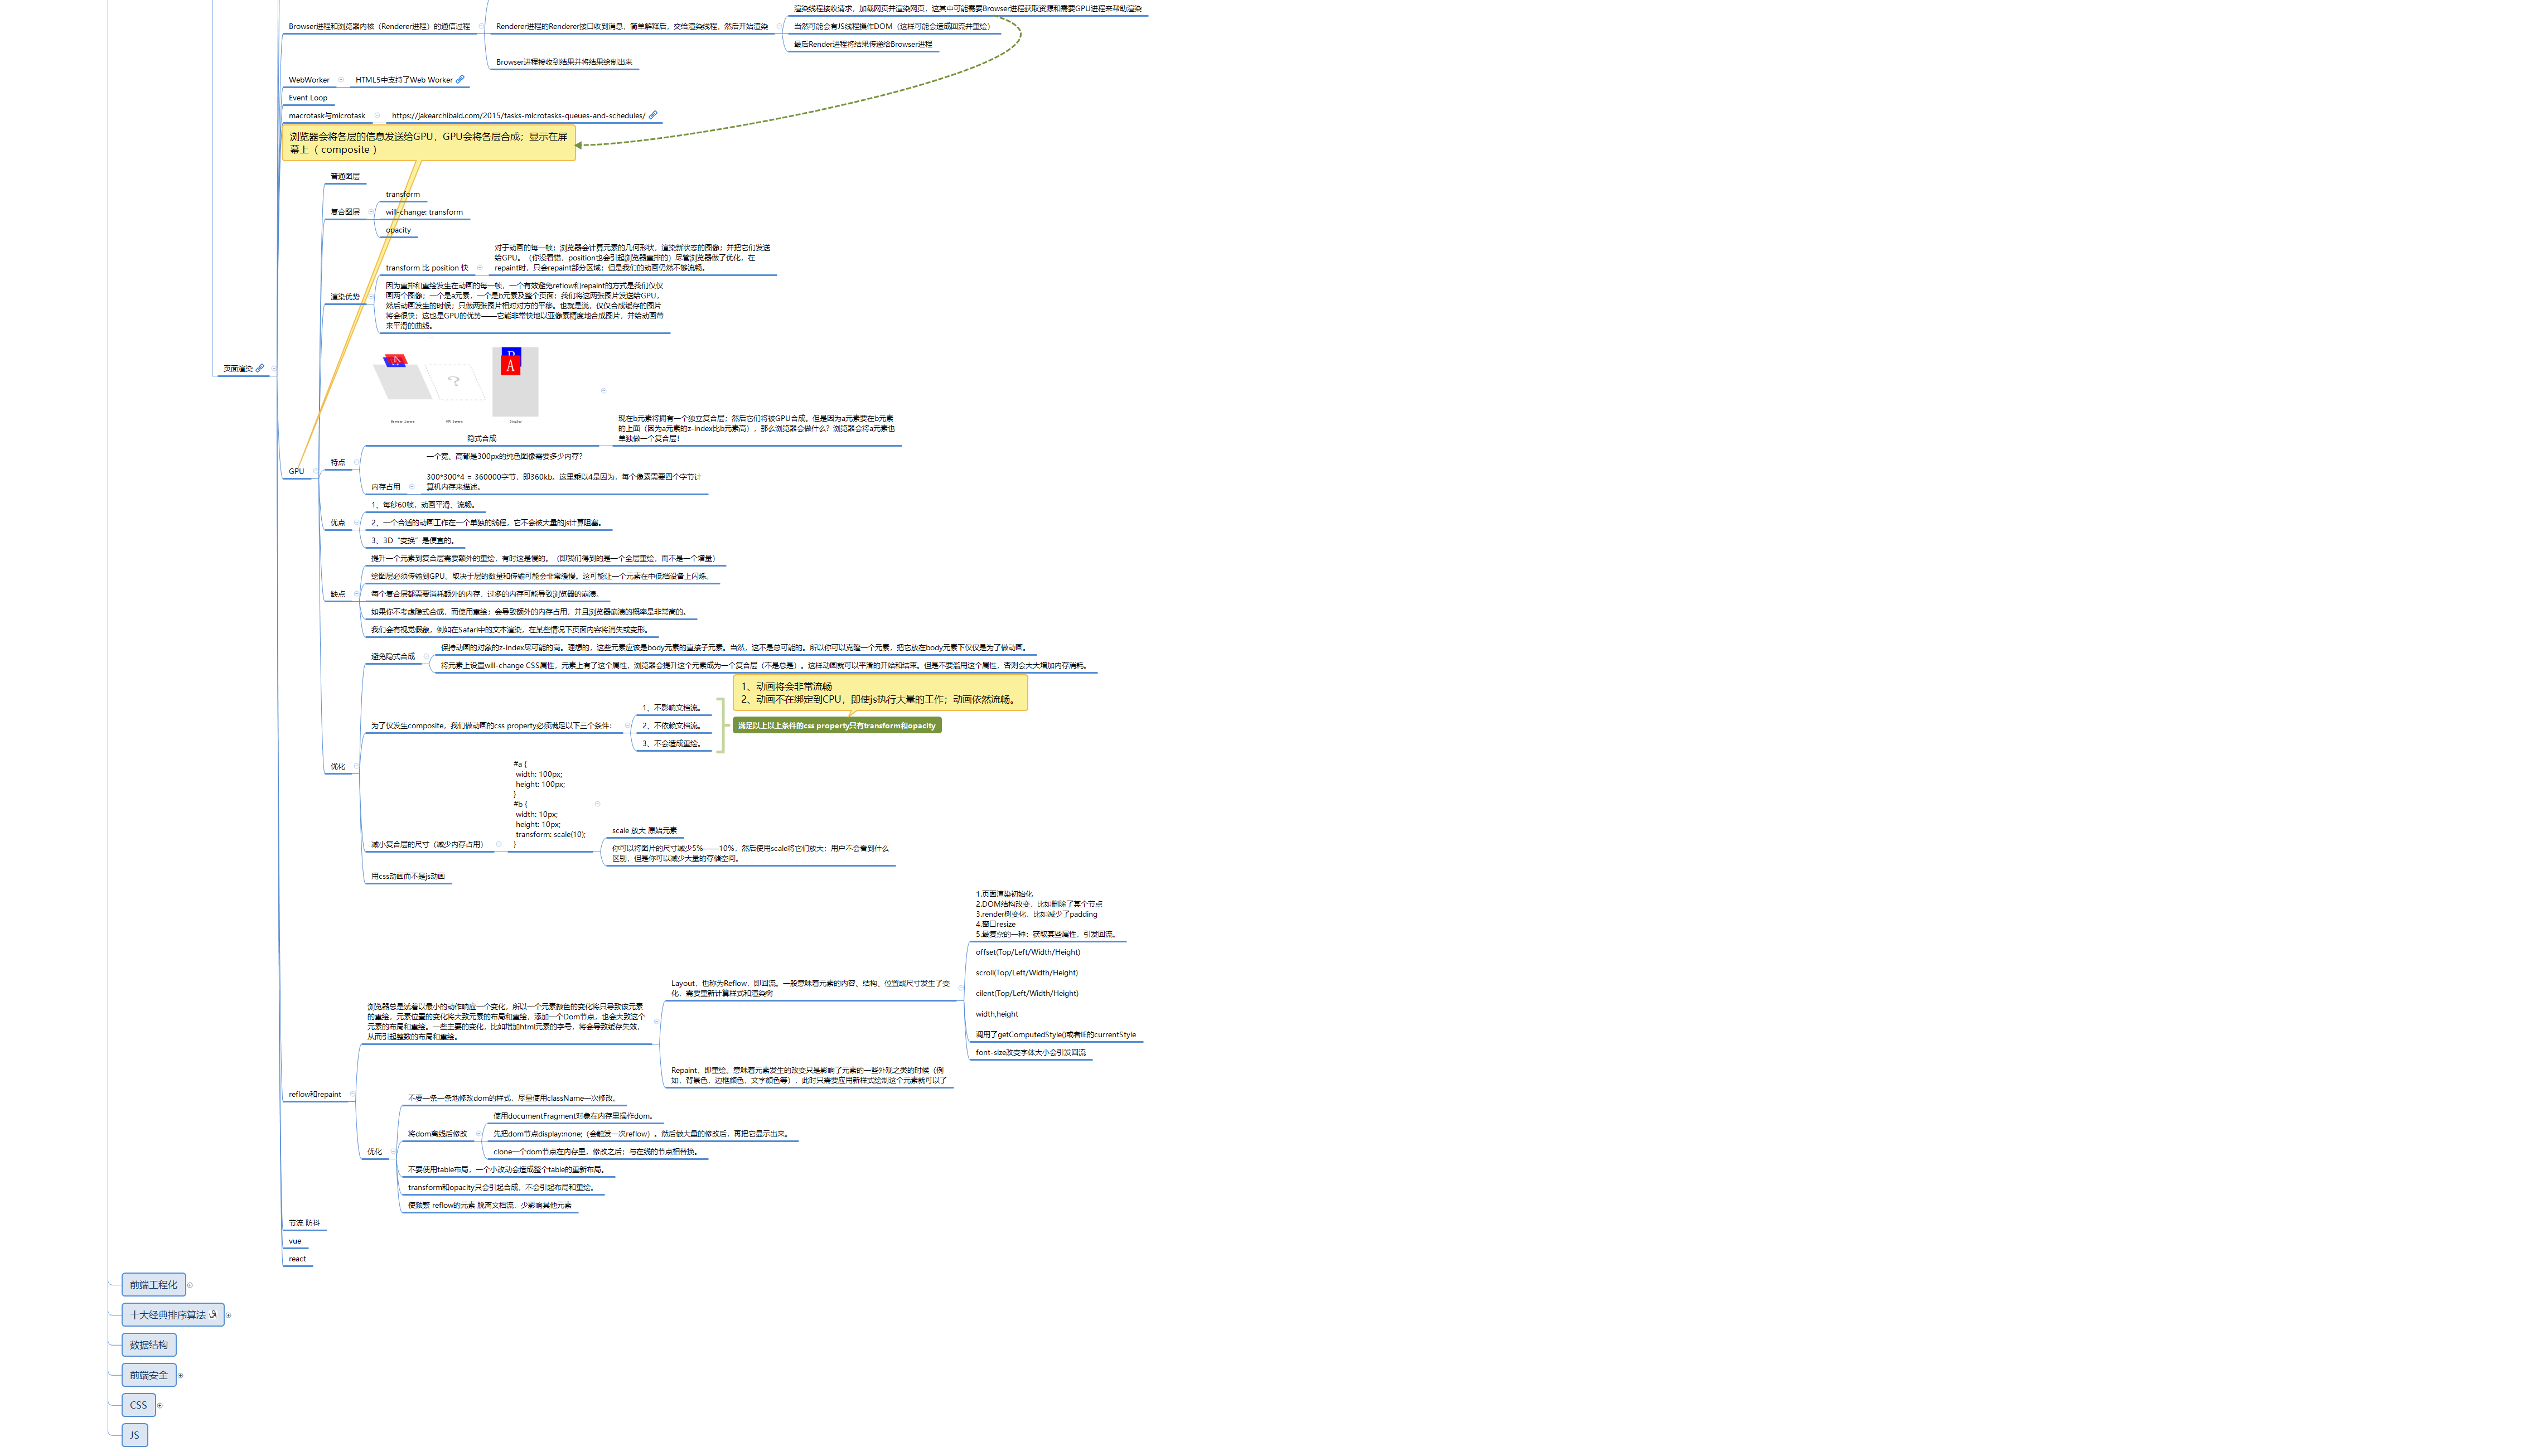 渲染线程接收请求，加载网页并渲染网页，这其中可能需要Browser进程获取资源和需要GPU进程来帮助渲染
Browser进程和浏览器内核（Renderer进程）的通信过程
Renderer进程的Renderer接口收到消息，简单解释后，交给渲染线程，然后开始渲染
当然可能会有JS线程操作DOM（这样可能会造成回流并重绘）
最后Render进程将结果传递给Browser进程
Browser进程接收到结果并将结果绘制出来
WebWorker
HTML5中支持了Web Worker
Event Loop
macrotask与microtask
https://jakearchibald.com/2015/tasks-microtasks-queues-and-schedules/
浏览器会将各层的信息发送给GPU，GPU会将各层合成；显示在屏
幕上（ composite ）
普通图层
复合图层
transform
will-change: transform
opacity
渲染优势
transform 比 position 快
对于动画的每一帧；浏览器会计算元素的几何形状，渲染新状态的图像；并把它们发送
给GPU。（你没看错，position也会引起浏览器重排的）尽管浏览器做了优化，在
repaint时，只会repaint部分区域；但是我们的动画仍然不够流畅。
因为重排和重绘发生在动画的每一帧，一个有效避免reflow和repaint的方式是我们仅仅
画两个图像；一个是a元素，一个是b元素及整个页面；我们将这两张图片发送给GPU，
然后动画发生的时候；只做两张图片相对对方的平移。也就是说，仅仅合成缓存的图片
将会很快；这也是GPU的优势——它能非常快地以亚像素精度地合成图片，并给动画带
来平滑的曲线。
页面渲染
A
?
B
A
Browser Square
GPU Square
Display
隐式合成
现在b元素将拥有一个独立复合层；然后它们将被GPU合成。但是因为a元素要在b元素
的上面（因为a元素的z-index比b元素高），那么浏览器会做什么？浏览器会将a元素也
单独做一个复合层！
GPU
特点
内存占用
一个宽、高都是300px的纯色图像需要多少内存？
300*300*4 = 360000字节，即360kb。这里乘以4是因为，每个像素需要四个字节计
算机内存来描述。
优点
1、每秒60帧，动画平滑、流畅。
2、一个合适的动画工作在一个单独的线程，它不会被大量的js计算阻塞。
3、3D“变换”是便宜的。
缺点
提升一个元素到复合层需要额外的重绘，有时这是慢的。（即我们得到的是一个全层重绘，而不是一个增量）
绘图层必须传输到GPU。取决于层的数量和传输可能会非常缓慢。这可能让一个元素在中低档设备上闪烁。
每个复合层都需要消耗额外的内存，过多的内存可能导致浏览器的崩溃。
如果你不考虑隐式合成，而使用重绘；会导致额外的内存占用，并且浏览器崩溃的概率是非常高的。
我们会有视觉假象，例如在Safari中的文本渲染，在某些情况下页面内容将消失或变形。
优化
避免隐式合成
保持动画的对象的z-index尽可能的高。理想的，这些元素应该是body元素的直接子元素。当然，这不是总可能的。所以你可以克隆一个元素，把它放在body元素下仅仅是为了做动画。
将元素上设置will-change CSS属性，元素上有了这个属性，浏览器会提升这个元素成为一个复合层（不是总是）。这样动画就可以平滑的开始和结束。但是不要滥用这个属性，否则会大大增加内存消耗。
1、动画将会非常流畅
2、动画不在绑定到CPU，即使js执行大量的工作；动画依然流畅。
为了仅发生composite，我们做动画的css property必须满足以下三个条件：
1、不影响文档流。
2、不依赖文档流。
3、不会造成重绘。
满足以上以上条件的css property只有transform和opacity
减小复合层的尺寸（减少内存占用）
#a {
width: 100px;
height: 100px;
}
#b {
width: 10px;
height: 10px;
transform: scale(10);
}
scale 放大 原始元素
你可以将图片的尺寸减少5%——10%，然后使用scale将它们放大；用户不会看到什么
区别，但是你可以减少大量的存储空间。
用css动画而不是js动画
reflow和repaint
浏览器总是试着以最小的动作响应一个变化，所以一个元素颜色的变化将只导致该元素
的重绘，元素位置的变化将大致元素的布局和重绘，添加一个Dom节点，也会大致这个
元素的布局和重绘。一些主要的变化，比如增加html元素的字号，将会导致缓存失效，
从而引起整数的布局和重绘。
Layout，也称为Reflow，即回流。一般意味着元素的内容、结构、位置或尺寸发生了变
化，需要重新计算样式和渲染树
1.页面渲染初始化
2.DOM结构改变，比如删除了某个节点
3.render树变化，比如减少了padding
4.窗口resize
5.最复杂的一种：获取某些属性，引发回流。
offset(Top/Left/Width/Height)
scroll(Top/Left/Width/Height)
cilent(Top/Left/Width/Height)
width,height
调用了getComputedStyle()或者IE的currentStyle
font-size改变字体大小会引发回流
Repaint，即重绘。意味着元素发生的改变只是影响了元素的一些外观之类的时候（例
如，背景色，边框颜色，文字颜色等），此时只需要应用新样式绘制这个元素就可以了
优化
不要一条一条地修改dom的样式，尽量使用className一次修改。
将dom离线后修改
使用documentFragment对象在内存里操作dom。
先把dom节点display:none;（会触发一次reflow）。然后做大量的修改后，再把它显示出来。
clone一个dom节点在内存里，修改之后；与在线的节点相替换。
不要使用table布局，一个小改动会造成整个table的重新布局。
transform和opacity只会引起合成，不会引起布局和重绘。
使频繁 reflow的元素 脱离文档流，少影响其他元素
节流 防抖
vue
react
前端工程化
十大经典排序算法
数据结构
前端安全
CSS
JS